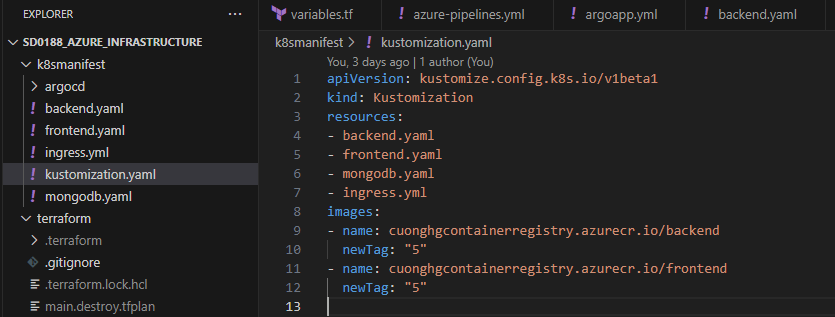 EXPLORER
SD0188_AZURE_INFRASTRUCTURE
k8smanifest
argocd
backend.yaml
frontend.yaml
ingress.yml
kustomization.yaml
mongodb.yaml
terraform
.terraform
.gitignore
.terraform.lock.hcl
main.destroy.tfplan
variables.tf azure-pipelines.yml argoapp.yml backend.yaml
k8smanifest > kustomization.yaml
You, 3 days ago | 1 author (You)
1 apiVersion: kustomize.config.k8s.io/v1beta1
2 kind: Kustomization
3 resources:
4 - backend.yaml
5 - frontend.yaml
6 - mongodb.yaml
7 - ingress.yml
8 images:
9 - name: cuonghgcontainerregistry.azurecr.io/backend
10   newTag: "5"
11 - name: cuonghgcontainerregistry.azurecr.io/frontend
12   newTag: "5"
13